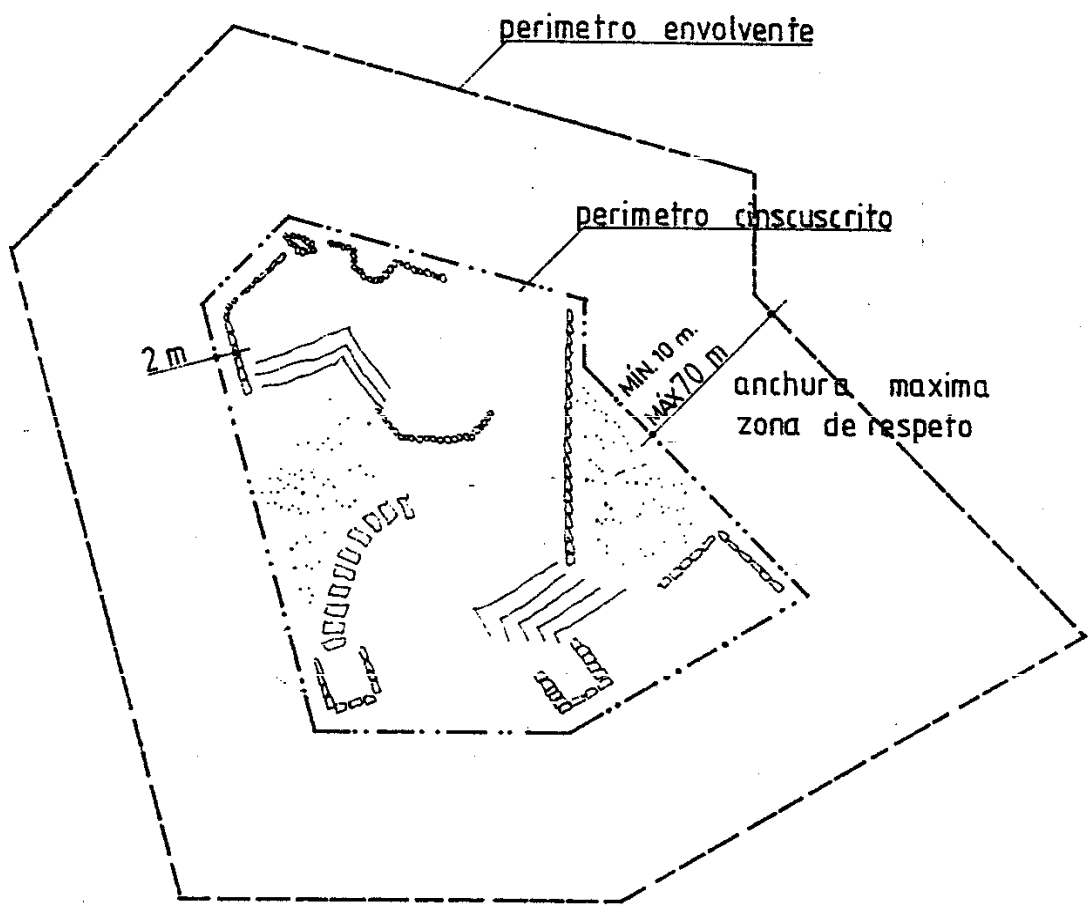 perimetro envolvente
perimetro cinscuscrito
2 m
MÍN. 10 m.
MÁX 70 m
anchura maxima
zona de respeto